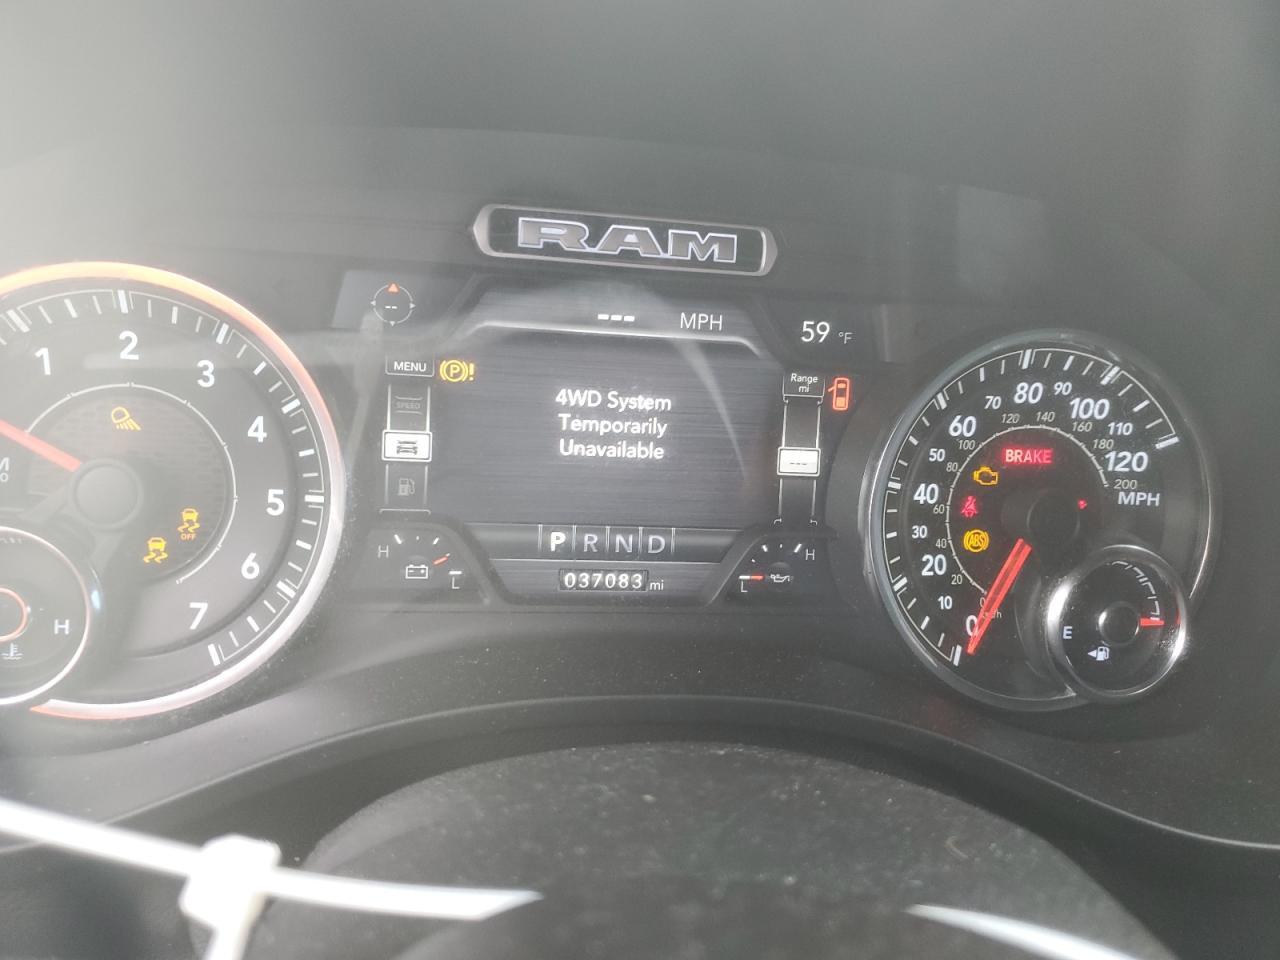 RAM
--- MPH
59 °F
--
MENU
Range
mi
SPEED
4WD System
Temporarily
Unavailable
---
P R N D
037083 mi
H
L
H
L
1
2
3
4
5
6
7
OFF
H
0
10
20
30
40
50
60
70
80
90
100
110
120
MPH
20
40
60
80
100
120
140
160
180
200
BRAKE
ABS
E